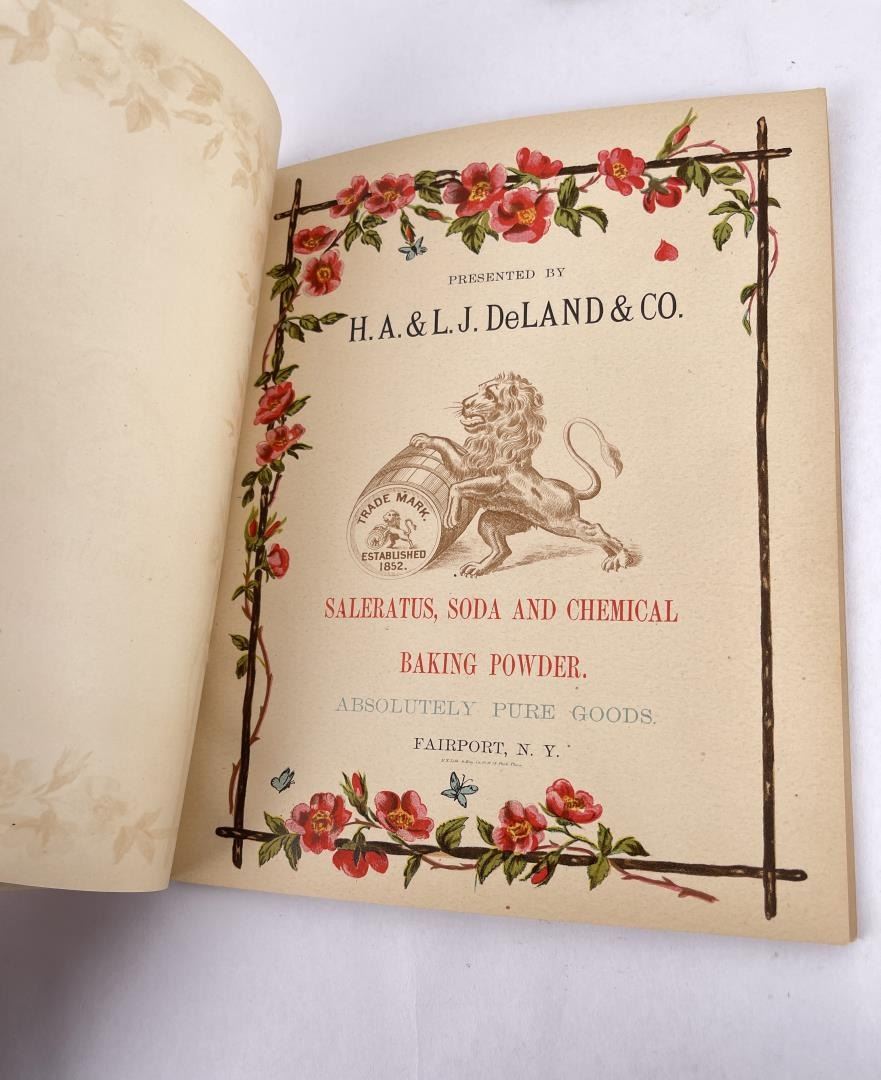 PRESENTED BY
H. A. & L. J. DeLAND & CO.
TRADE MARK.
ESTABLISHED
1852.
SALERATUS, SODA AND CHEMICAL
BAKING POWDER.
ABSOLUTELY PURE GOODS.
FAIRPORT, N. Y.